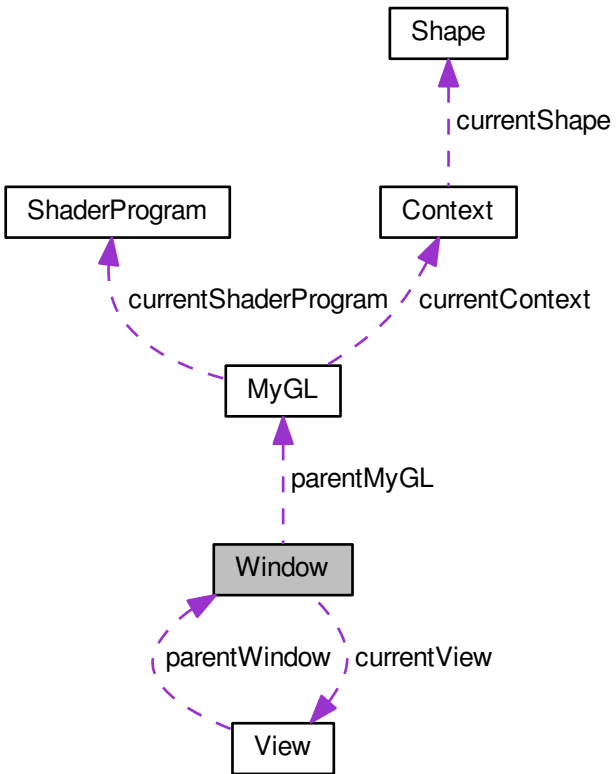 Shape
currentShape
ShaderProgram
Context
currentShaderProgram
currentContext
MyGL
parentMyGL
Window
parentWindow
currentView
View